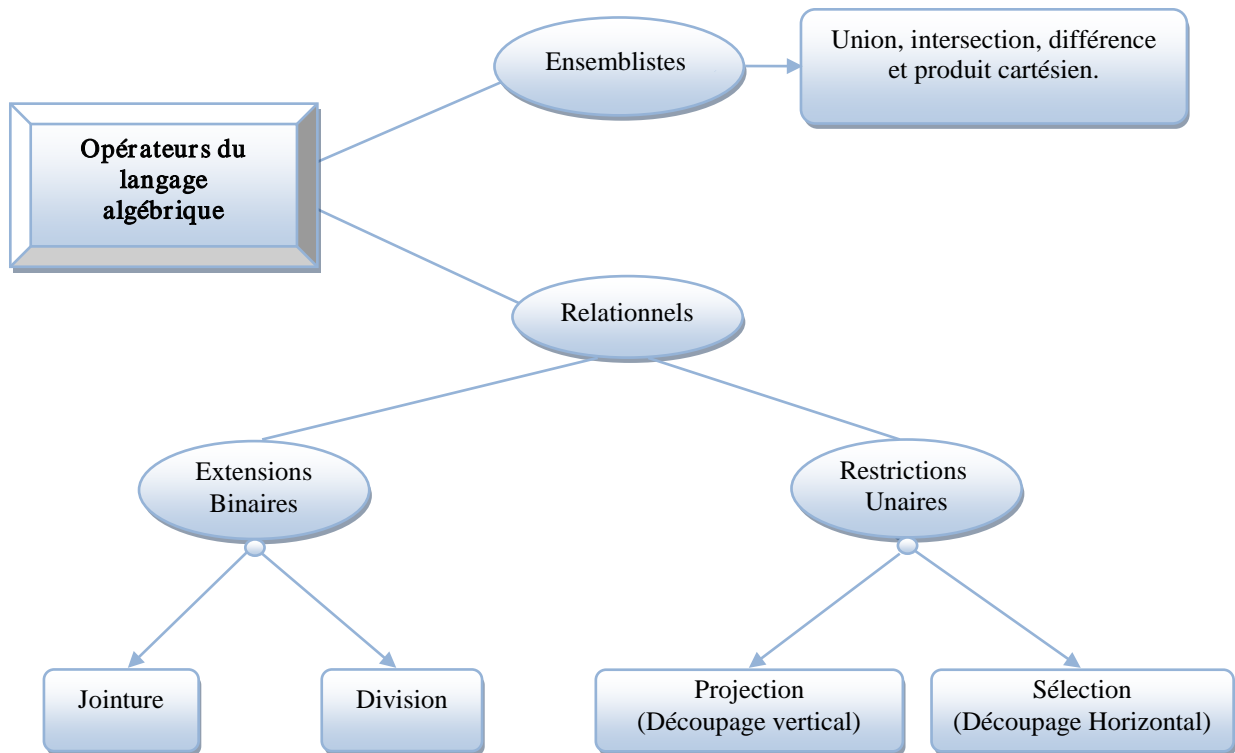 Ensemblistes
Union, intersection, différence
et produit cartésien.
Opérateurs du
langage
algébrique
Relationnels
Extensions
Binaires
Restrictions
Unaires
Jointure
Division
Projection
(Découpage vertical)
Sélection
(Découpage Horizontal)